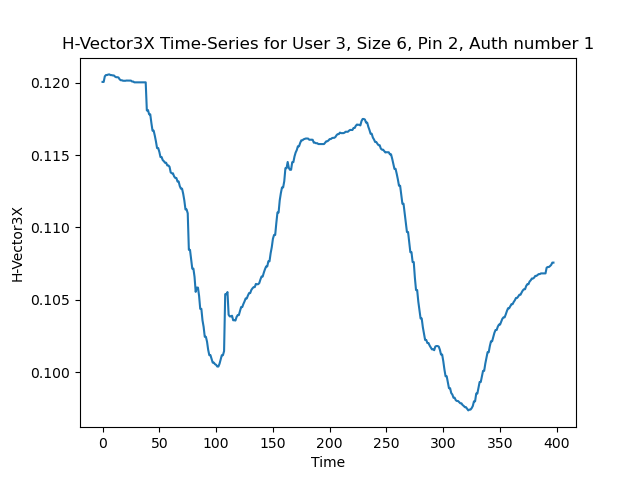 H-Vector3X Time-Series for User 3, Size 6, Pin 2, Auth number 1
0.120
0.115
0.110
0.105
0.100
H-Vector3X
0 50 100 150 200 250 300 350 400
Time